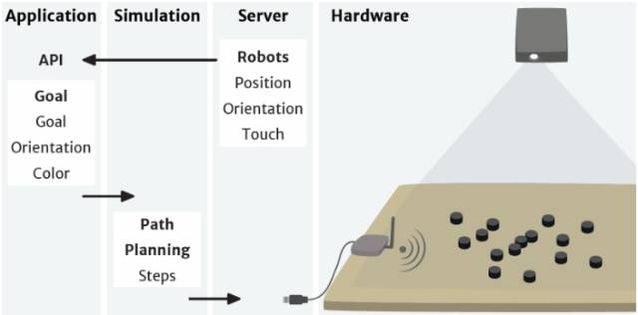 Application
Simulation
Server
Hardware
API
Robots
Position
Orientation
Touch
Goal
Goal
Orientation
Color
Path
Planning
Steps